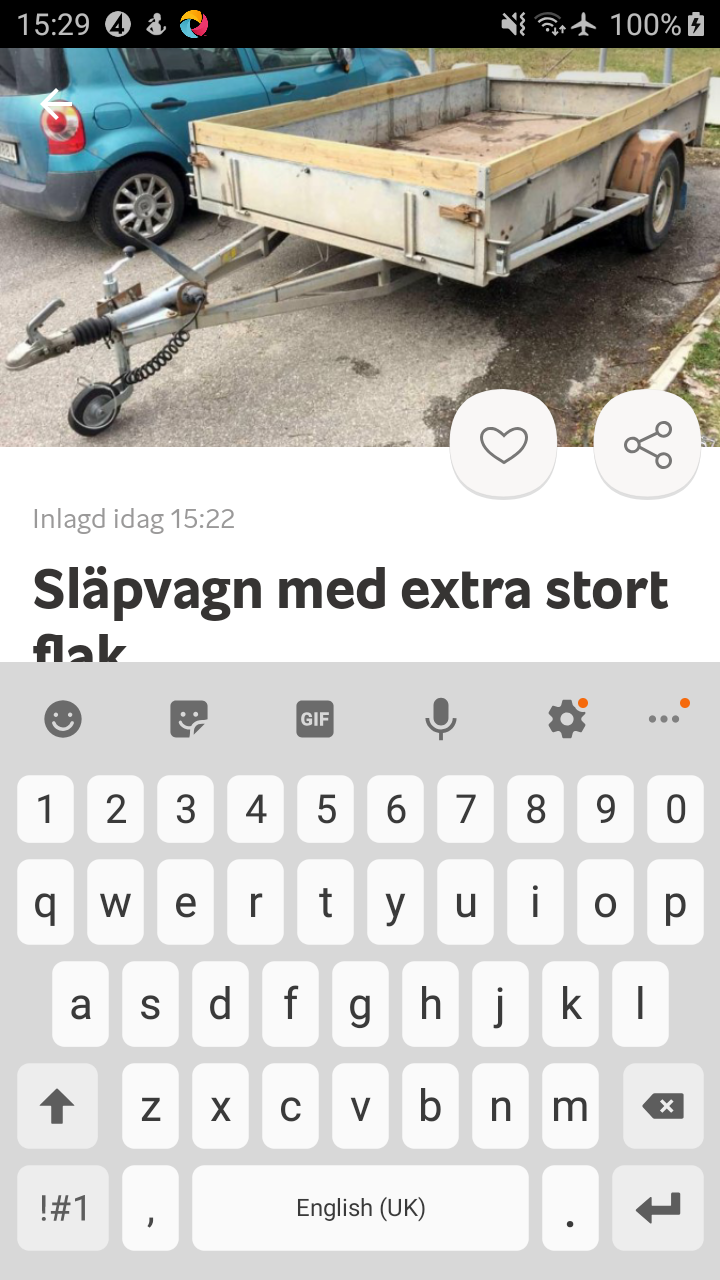 15:29
100%
Inlagd idag 15:22
Släpvagn med extra stort
flak
GIF
1 2 3 4 5 6 7 8 9 0
q w e r t y u i o p
a s d f g h j k l
z x c v b n m
!#1 , English (UK) .